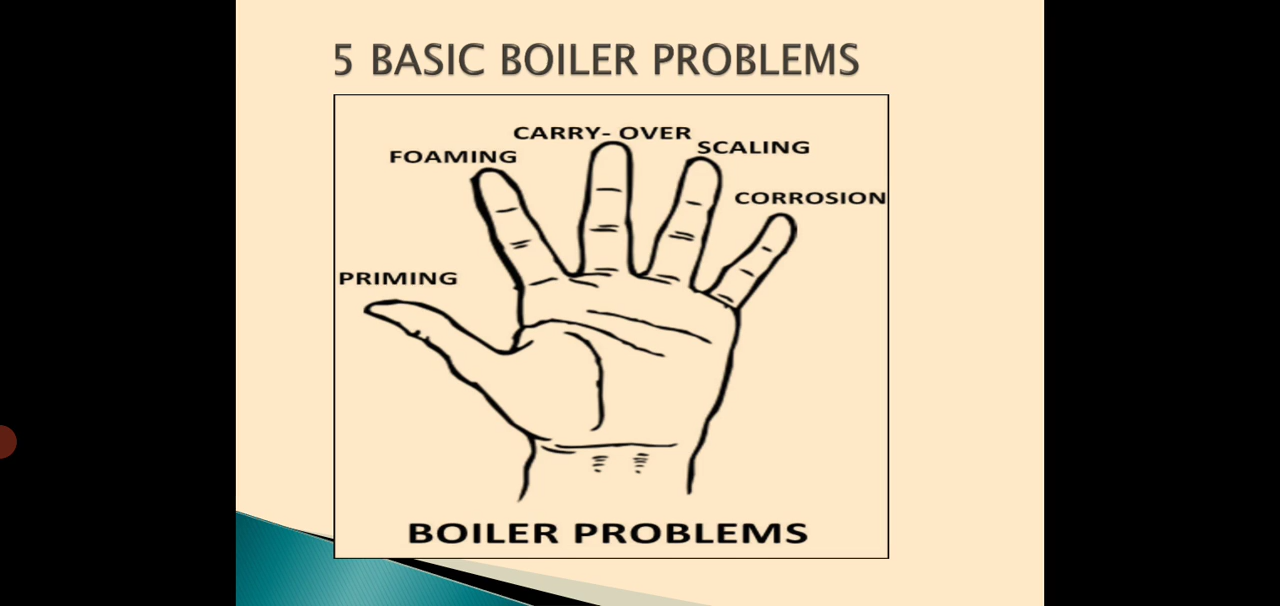 5 BASIC BOILER PROBLEMS
CARRY- OVER
FOAMING
SCALING
CORROSION
PRIMING
BOILER PROBLEMS